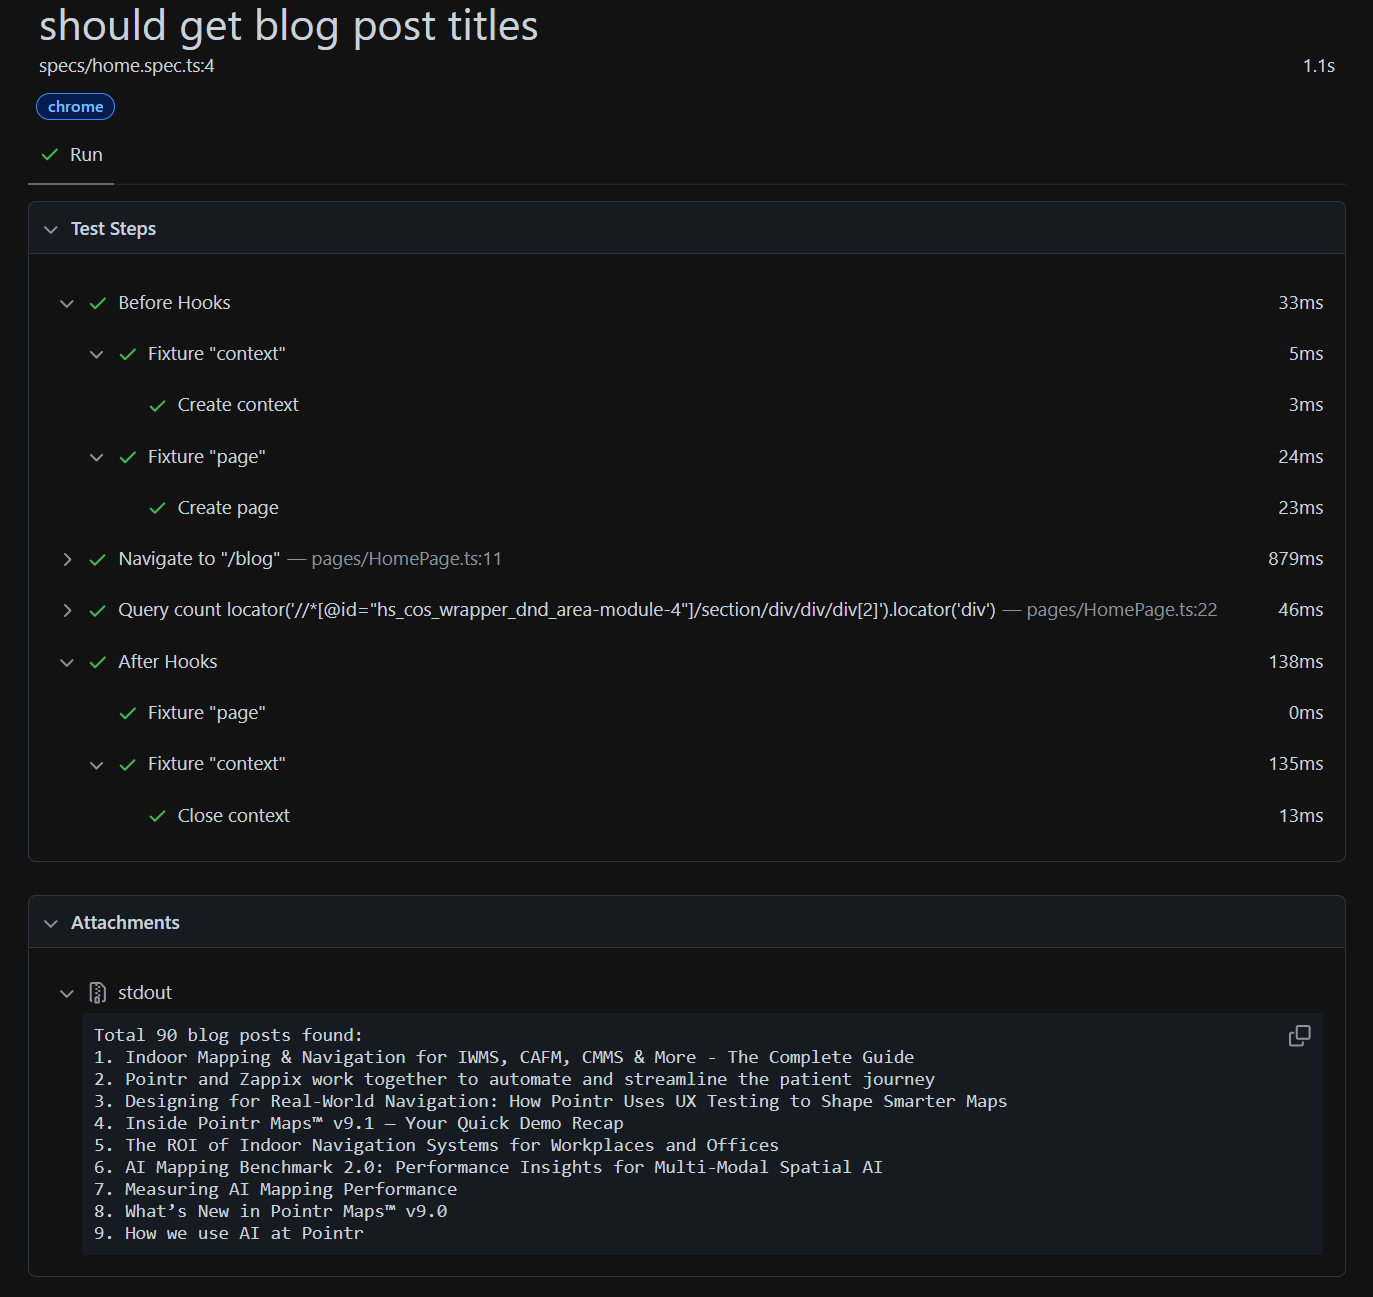 should get blog post titles
specs/home.spec.ts:4 1.1s
chrome
Run
Test Steps
Before Hooks 33ms
Fixture "context" 5ms
Create context 3ms
Fixture "page" 24ms
Create page 23ms
Navigate to "/blog" — pages/HomePage.ts:11 879ms
Query count locator('//*[@id="hs_cos_wrapper_dnd_area-module-4"]/section/div/div/div[2]').locator('div') — pages/HomePage.ts:22 46ms
After Hooks 138ms
Fixture "page" 0ms
Fixture "context" 135ms
Close context 13ms
Attachments
stdout
Total 90 blog posts found:
1. Indoor Mapping & Navigation for IWMS, CAFM, CMMS & More - The Complete Guide
2. Pointr and Zappix work together to automate and streamline the patient journey
3. Designing for Real-World Navigation: How Pointr Uses UX Testing to Shape Smarter Maps
4. Inside Pointr Maps™ v9.1 – Your Quick Demo Recap
5. The ROI of Indoor Navigation Systems for Workplaces and Offices
6. AI Mapping Benchmark 2.0: Performance Insights for Multi-Modal Spatial AI
7. Measuring AI Mapping Performance
8. What’s New in Pointr Maps™ v9.0
9. How we use AI at Pointr